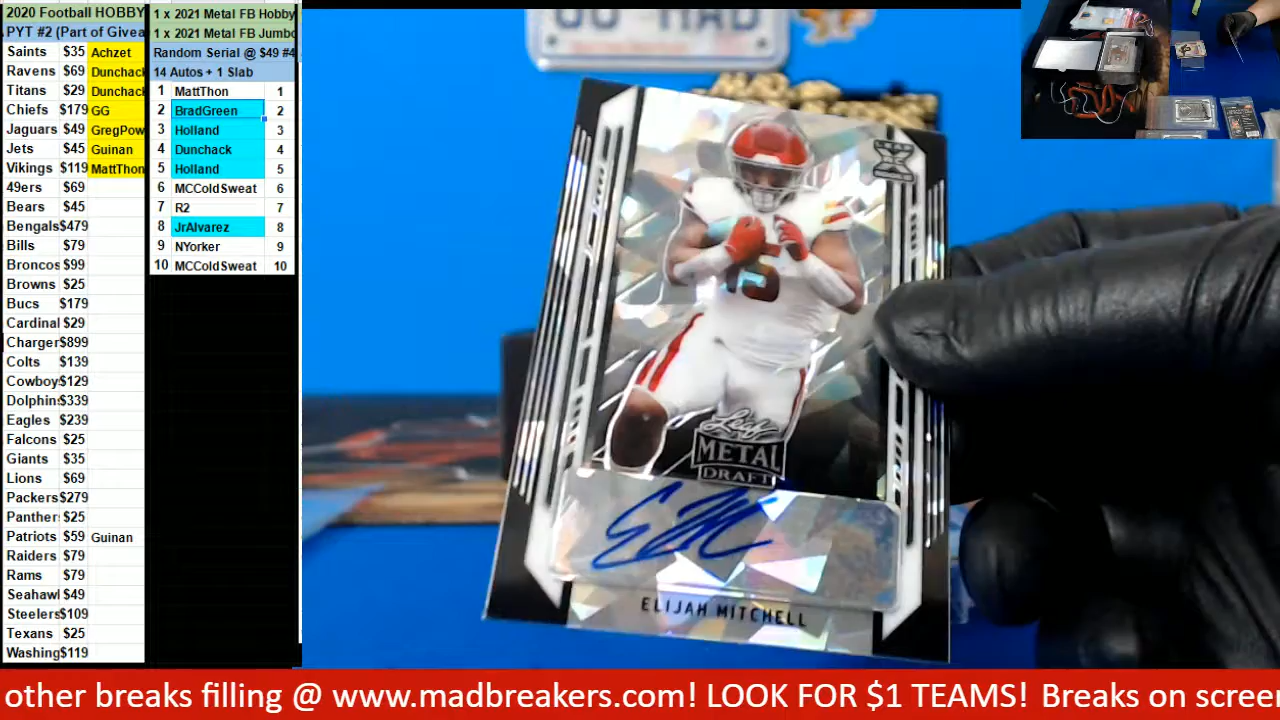 2020 Football HOBBY
PYT #2 (Part of Givea
Saints $35 Achzet
Ravens $69 Dunchack
Titans $29 Dunchack
Chiefs $179 GG
Jaguars $49 GregPow
Jets $45 Guinan
Vikings $119 MattThon
49ers $69
Bears $45
Bengals $479
Bills $79
Broncos $99
Browns $25
Bucs $179
Cardinal $29
Charger $899
Colts $139
Cowboy $129
Dolphin $339
Eagles $239
Falcons $25
Giants $35
Lions $69
Packers $279
Panther $25
Patriots $59 Guinan
Raiders $79
Rams $79
Seahawl $49
Steelers $109
Texans $25
Washing $119
1 x 2021 Metal FB Hobby
1 x 2021 Metal FB Jumbo
Random Serial @ $49 #4
14 Autos + 1 Slab
1 MattThon 1
2 BradGreen 2
3 Holland 3
4 Dunchack 4
5 Holland 5
6 MCColdSweat 6
7 R2 7
8 JrAlvarez 8
9 NYorker 9
10 MCColdSweat 10
MAD
X
15
Leaf
METAL
DRAFT
ELIJAH MITCHELL
other breaks filling @ www.madbreakers.com! LOOK FOR $1 TEAMS! Breaks on screen